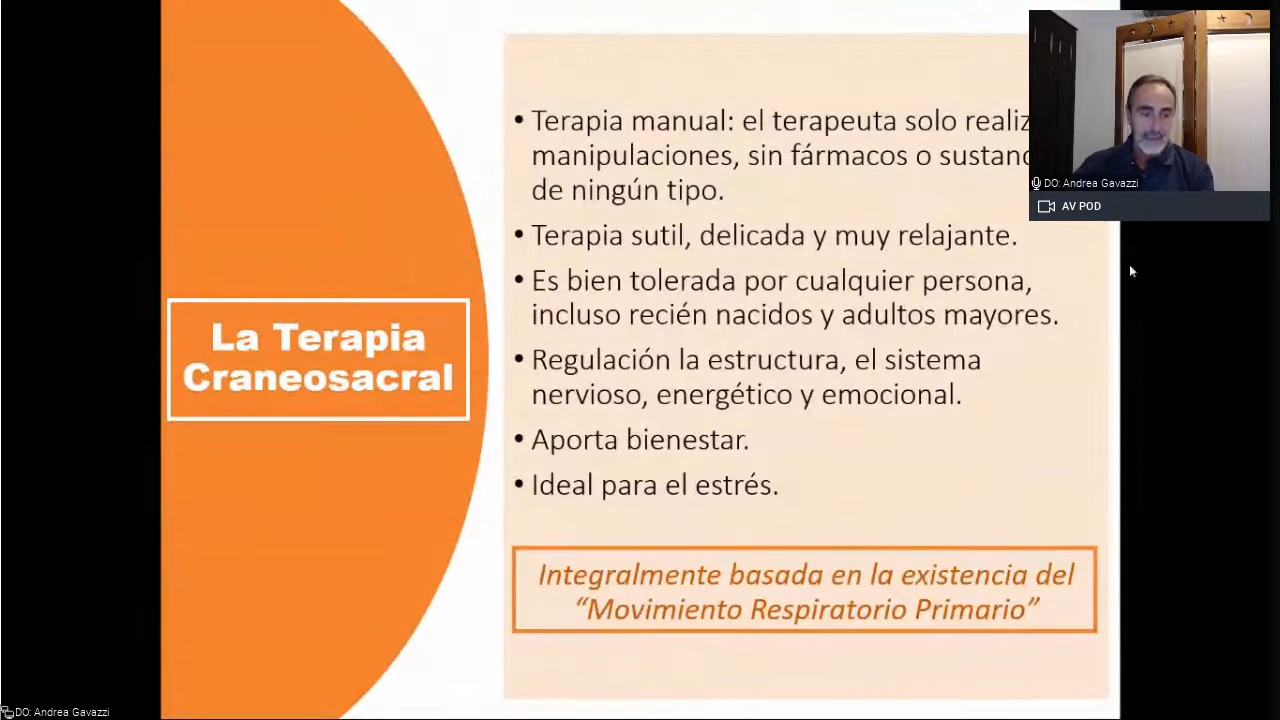 La Terapia
Craneosacral
• Terapia manual: el terapeuta solo realiz
manipulaciones, sin fármacos o sustanc
de ningún tipo.
• Terapia sutil, delicada y muy relajante.
• Es bien tolerada por cualquier persona,
incluso recién nacidos y adultos mayores.
• Regulación la estructura, el sistema
nervioso, energético y emocional.
• Aporta bienestar.
• Ideal para el estrés.
Integralmente basada en la existencia del
“Movimiento Respiratorio Primario”
DO: Andrea Gavazzi
AV POD
DO: Andrea Gavazzi